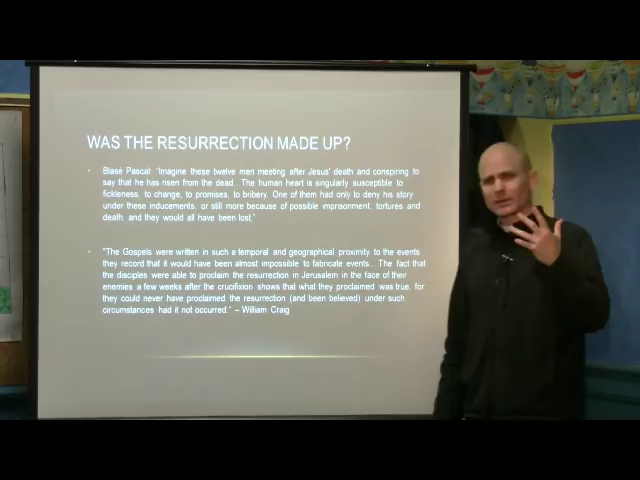 WAS THE RESURRECTION MADE UP?
Blasé Pascal: "Imagine these twelve men meeting after Jesus' death and conspiring to
say that he has risen from the dead...The human heart is singularly susceptible to
fickleness, to change, to promises, to bribery. One of them had only to deny his story
under these inducements, or still more because of possible imprisonment, tortures and
death, and they would all have been lost."
"The Gospels were written in such a temporal and geographical proximity to the events
they record that it would have been almost impossible to fabricate events... The fact that
the disciples were able to proclaim the resurrection in Jerusalem in the face of their
enemies a few weeks after the crucifixion shows that what they proclaimed was true, for
they could never have proclaimed the resurrection (and been believed) under such
circumstances had it not occurred." – William Craig